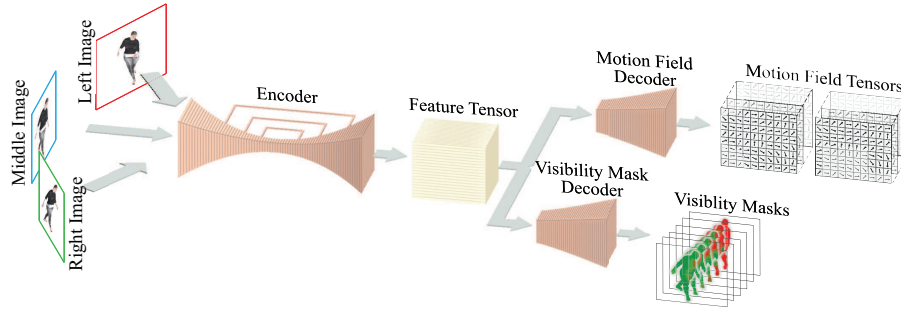 Left Image
Middle Image
Right Image
Encoder
Feature Tensor
Motion Field
Decoder
Motion Field Tensors
Visibility Mask
Decoder
Visiblity Masks